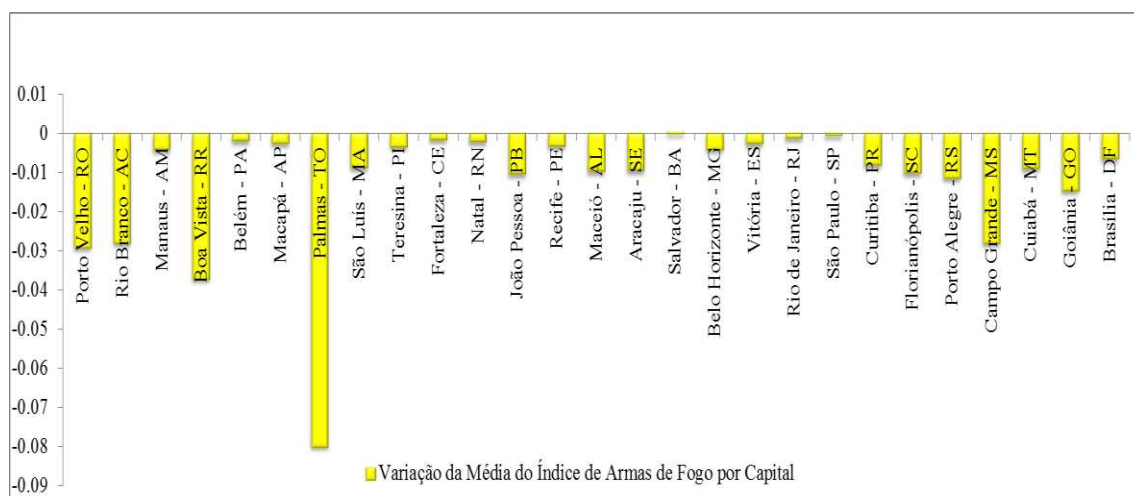 0.01
0
-0.01
-0.02
-0.03
-0.04
-0.05
-0.06
-0.07
-0.08
-0.09
Porto Velho - RO
Rio Branco - AC
Manaus - AM
Boa Vista - RR
Belém - PA
Macapá - AP
Palmas - TO
São Luís - MA
Teresina - PI
Fortaleza - CE
Natal - RN
João Pessoa - PB
Recife - PE
Maceió - AL
Aracaju - SE
Salvador - BA
Belo Horizonte - MG
Vitória - ES
Rio de Janeiro - RJ
São Paulo - SP
Curitiba - PR
Florianópolis - SC
Porto Alegre - RS
Campo Grande - MS
Cuiabá - MT
Goiânia - GO
Brasília - DF
Variação da Média do Índice de Armas de Fogo por Capital